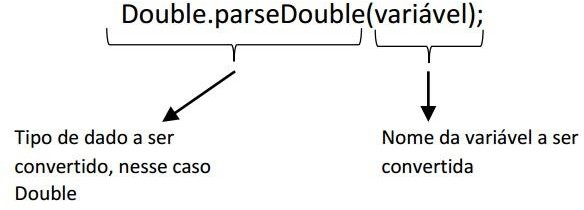 Double.parseDouble(variável);
Tipo de dado a ser
convertido, nesse caso
Double
Nome da variável a ser
convertida